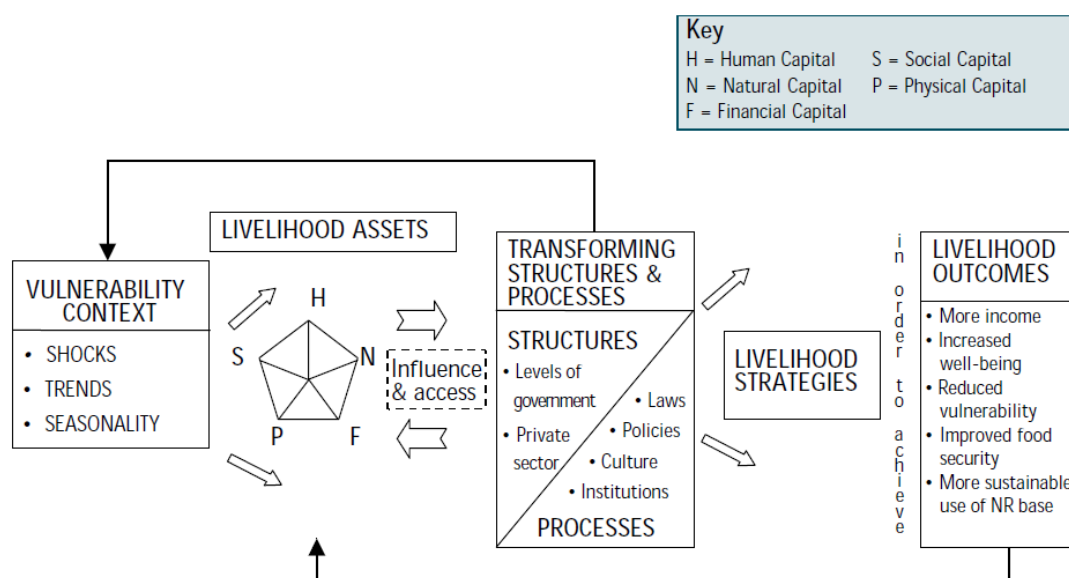 Key
H = Human Capital S = Social Capital
N = Natural Capital P = Physical Capital
F = Financial Capital
LIVELIHOOD ASSETS
VULNERABILITY
CONTEXT
• SHOCKS
• TRENDS
• SEASONALITY
H
S
N
P
F
Influence
& access
TRANSFORMING
STRUCTURES &
PROCESSES
STRUCTURES
• Levels of
government
• Private
sector
• Laws
• Policies
• Culture
• Institutions
PROCESSES
LIVELIHOOD
STRATEGIES
in order to achieve
LIVELIHOOD
OUTCOMES
• More income
• Increased
well-being
• Reduced
vulnerability
• Improved food
security
• More sustainable
use of NR base